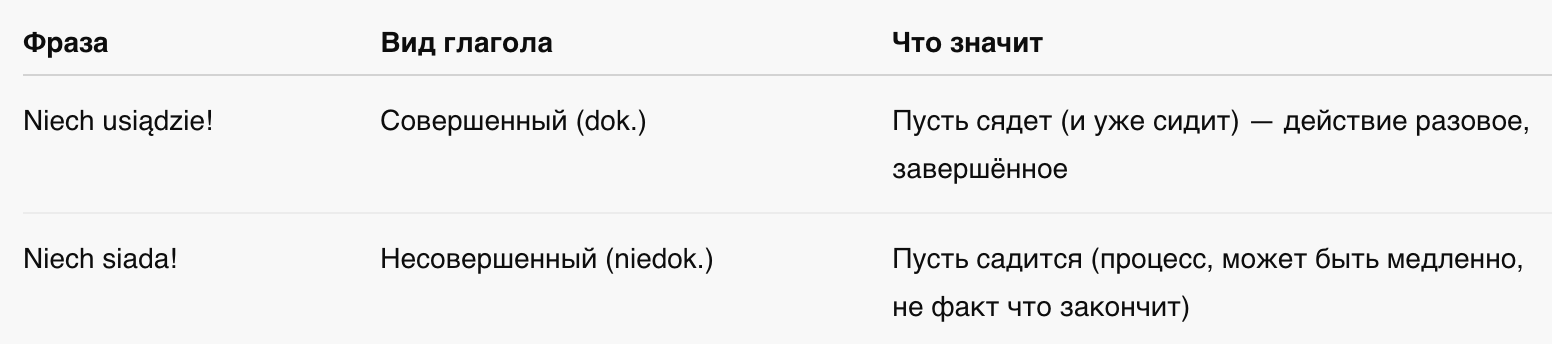 Фраза Вид глагола Что значит
Niech usiądzie! Совершенный (dok.) Пусть сядет (и уже сидит) — действие разовое,
завершённое
Niech siada! Несовершенный (niedok.) Пусть садится (процесс, может быть медленно,
не факт что закончит)